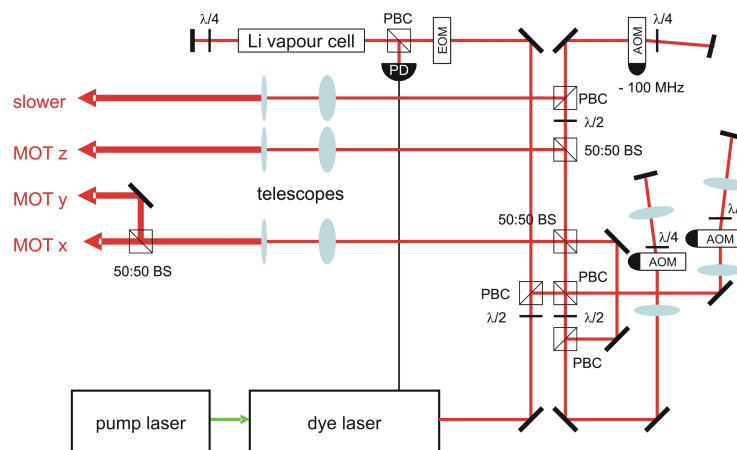 λ/4
Li vapour cell
PBC
EOM
PD
AOM
λ/4
- 100 MHz
slower
PBC
λ/2
MOT z
50:50 BS
telescopes
MOT y
MOT x
50:50 BS
50:50 BS
λ/4
AOM
AOM
PBC
PBC
λ/2
λ/2
PBC
pump laser
dye laser